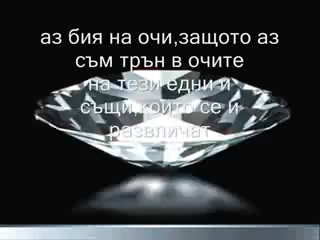 аз бия на очи,защото аз
съм трън в очите
на тези едни и
същи,които се и
развличат